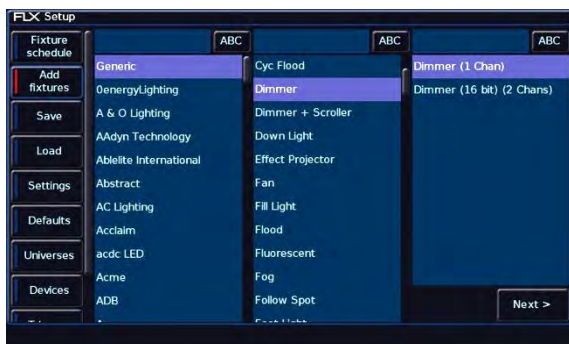 FLX Setup
Fixture
schedule
Add
fixtures
Save
Load
Settings
Defaults
Universes
Devices
ABC
Generic
0energyLighting
A & O Lighting
AAdyn Technology
Ablelite International
Abstract
AC Lighting
Acclaim
acdc LED
Acme
ADB
ABC
Cyc Flood
Dimmer
Dimmer + Scroller
Down Light
Effect Projector
Fan
Fill Light
Flood
Fluorescent
Fog
Follow Spot
ABC
Dimmer (1 Chan)
Dimmer (16 bit) (2 Chans)
Next >